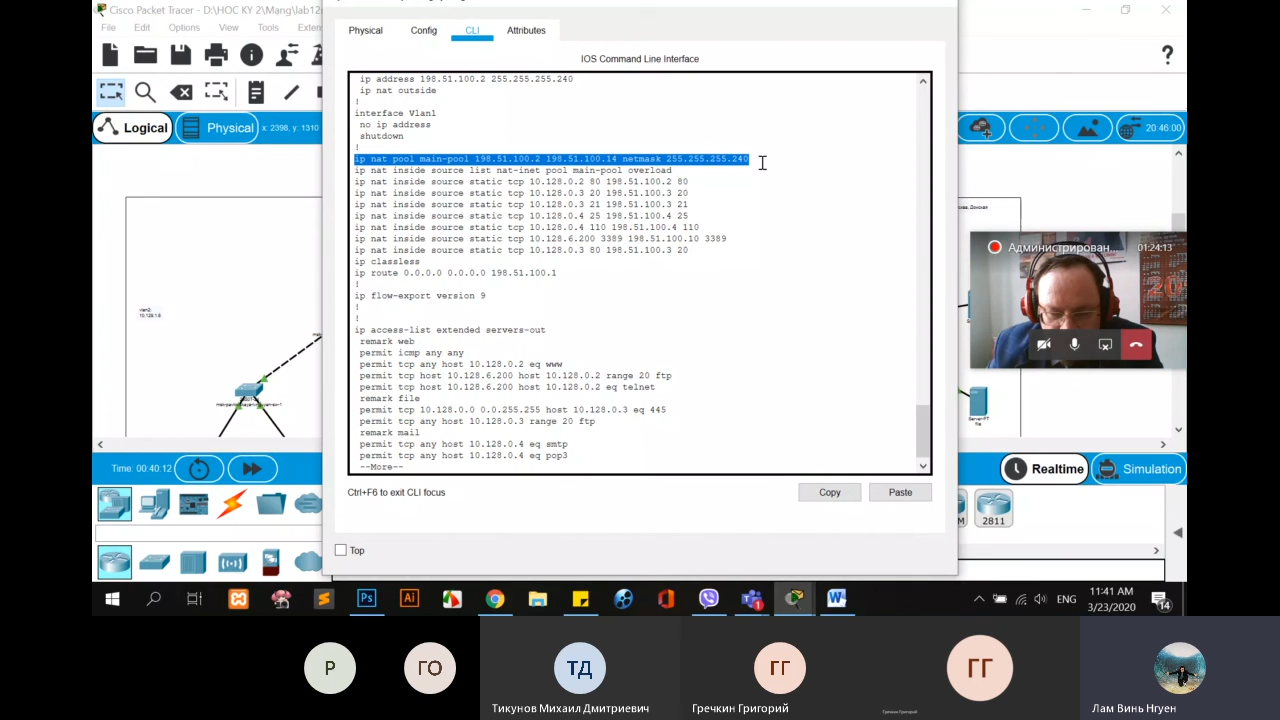 Cisco Packet Tracer - D:\HOC KY 2\Mạng\lab12
File Edit Options View Tools Exten
Physical Config CLI Attributes
IOS Command Line Interface
?
Logical
Physical x: 2398, y: 1310
20:46:00
ip address 198.51.100.2 255.255.255.240
ip nat outside
!
interface Vlan1
no ip address
shutdown
!
ip nat pool main-pool 198.51.100.2 198.51.100.14 netmask 255.255.255.240
ip nat inside source list nat-inet pool main-pool overload
ip nat inside source static tcp 10.128.0.2 80 198.51.100.2 80
ip nat inside source static tcp 10.128.0.3 20 198.51.100.3 20
ip nat inside source static tcp 10.128.0.3 21 198.51.100.3 21
ip nat inside source static tcp 10.128.0.4 25 198.51.100.4 25
ip nat inside source static tcp 10.128.0.4 110 198.51.100.4 110
ip nat inside source static tcp 10.128.6.200 3389 198.51.100.10 3389
ip nat inside source static tcp 10.128.0.3 80 198.51.100.3 20
ip classless
ip route 0.0.0.0 0.0.0.0 198.51.100.1
!
ip flow-export version 9
!
!
ip access-list extended servers-out
remark web
permit icmp any any
permit tcp any host 10.128.0.2 eq www
permit tcp host 10.128.6.200 host 10.128.0.2 range 20 ftp
permit tcp host 10.128.6.200 host 10.128.0.2 eq telnet
remark file
permit tcp 10.128.0.0 0.0.255.255 host 10.128.0.3 eq 445
permit tcp any host 10.128.0.3 range 20 ftp
remark mail
permit tcp any host 10.128.0.4 eq smtp
permit tcp any host 10.128.0.4 eq pop3
--More--
Администрирован...
01:24:13
Server-PT
file
Time: 00:40:12
Realtime
Simulation
Ctrl+F6 to exit CLI focus
Copy
Paste
2811
Top
Ps
Ai
ENG
11:41 AM
3/23/2020
14
Р
ГО
ТД
ГГ
ГГ
Тикунов Михаил Дмитриевич
Гречкин Григорий
Гречкин Григорий
Лам Винь Нгуен